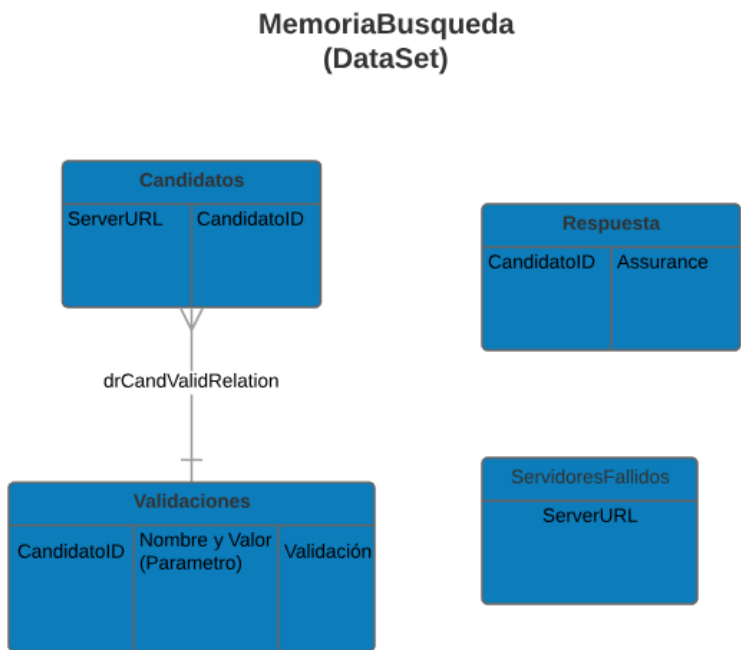 MemoriaBusqueda
(DataSet)
Candidatos
ServerURL
CandidatoID
Respuesta
CandidatoID
Assurance
drCandValidRelation
Validaciones
CandidatoID
Nombre y Valor
(Parametro)
Validación
ServidoresFallidos
ServerURL